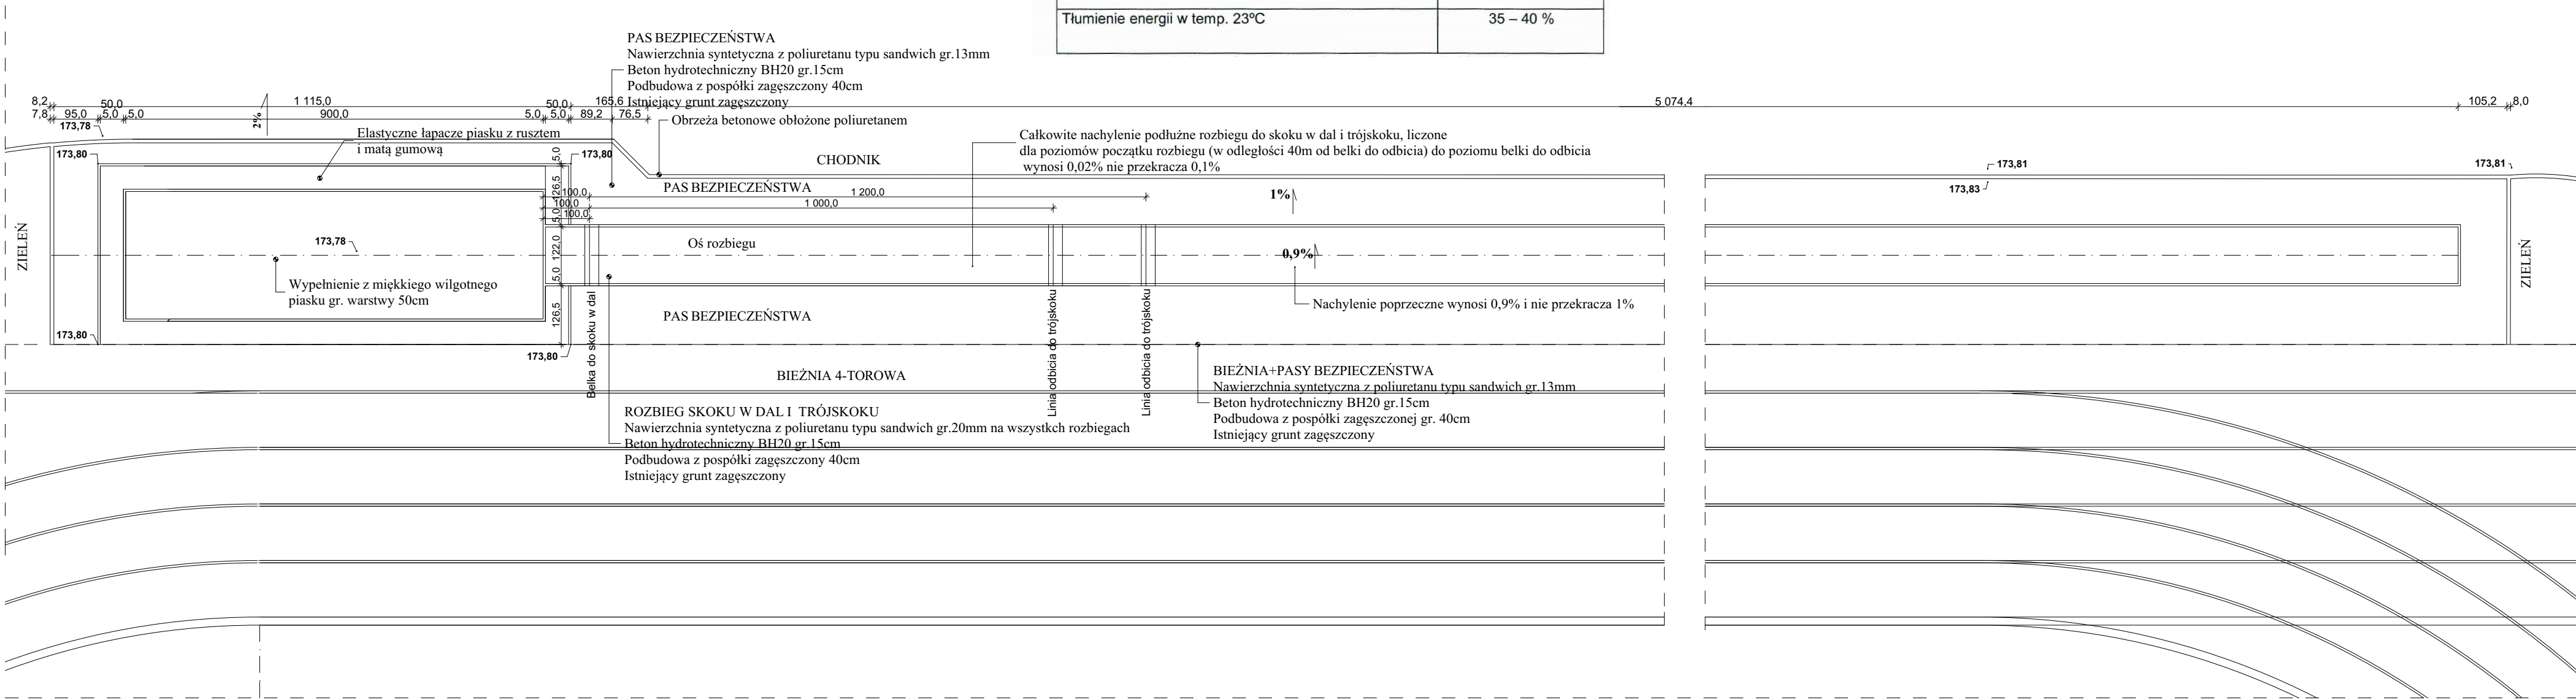 Tłumienie energii w temp. 23ºC
35 – 40 %
PAS BEZPIECZEŃSTWA
Nawierzchnia syntetyczna z poliuretanu typu sandwich gr.13mm
Beton hydrotechniczny BH20 gr.15cm
Podbudowa z pospółki zagęszczony 40cm
Istniejący grunt zagęszczony
8,2
50,0
1 115,0
50,0
165,6
5 074,4
105,2
8,0
7,8
95,0
5,0
5,0
900,0
5,0
5,0
89,2
76,5
2%
173,78
Obrzeża betonowe obłożone poliuretanem
Elastyczne łapacze piasku z rusztem
i matą gumową
Całkowite nachylenie podłużne rozbiegu do skoku w dal i trójskoku, liczone
dla poziomów początku rozbiegu (w odległości 40m od belki do odbicia) do poziomu belki do odbicia
wynosi 0,02% nie przekracza 0,1%
173,80
173,80
5,0
CHODNIK
173,81
173,81
126,5
PAS BEZPIECZEŃSTWA
173,83
100,0
1 200,0
1%
100,0
1 000,0
100,0
5,0
ZIELEŃ
173,78
122,0
Oś rozbiegu
0,9%
ZIELEŃ
5,0
Wypełnienie z miękkiego wilgotnego
piasku gr. warstwy 50cm
Nachylenie poprzeczne wynosi 0,9% i nie przekracza 1%
126,5
PAS BEZPIECZEŃSTWA
173,80
173,80
Belka do skoku w dal
Linia odbicia do trójskoku
Linia odbicia do trójskoku
BIEŻNIA 4-TOROWA
BIEŻNIA+PASY BEZPIECZEŃSTWA
Nawierzchnia syntetyczna z poliuretanu typu sandwich gr.13mm
Beton hydrotechniczny BH20 gr.15cm
Podbudowa z pospółki zagęszczonej gr. 40cm
Istniejący grunt zagęszczony
ROZBIEG SKOKU W DAL I TRÓJSKOKU
Nawierzchnia syntetyczna z poliuretanu typu sandwich gr.20mm na wszystkch rozbiegach
Beton hydrotechniczny BH20 gr.15cm
Podbudowa z pospółki zagęszczony 40cm
Istniejący grunt zagęszczony